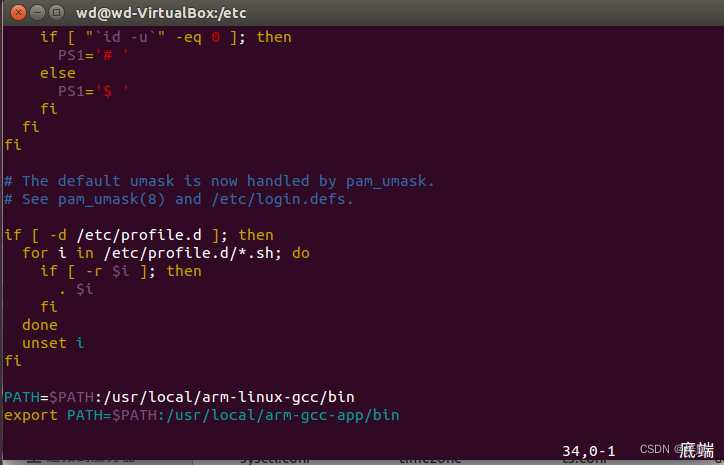 wd@wd-VirtualBox:/etc
    if [ "`id -u`" -eq 0 ]; then
      PS1='# '
    else
      PS1='$ '
    fi
  fi
fi
# The default umask is now handled by pam_umask.
# See pam_umask(8) and /etc/login.defs.
if [ -d /etc/profile.d ]; then
  for i in /etc/profile.d/*.sh; do
    if [ -r $i ]; then
      . $i
    fi
  done
  unset i
fi
PATH=$PATH:/usr/local/arm-linux-gcc/bin
export PATH=$PATH:/usr/local/arm-gcc-app/bin
34,0-1 底端
CSDN